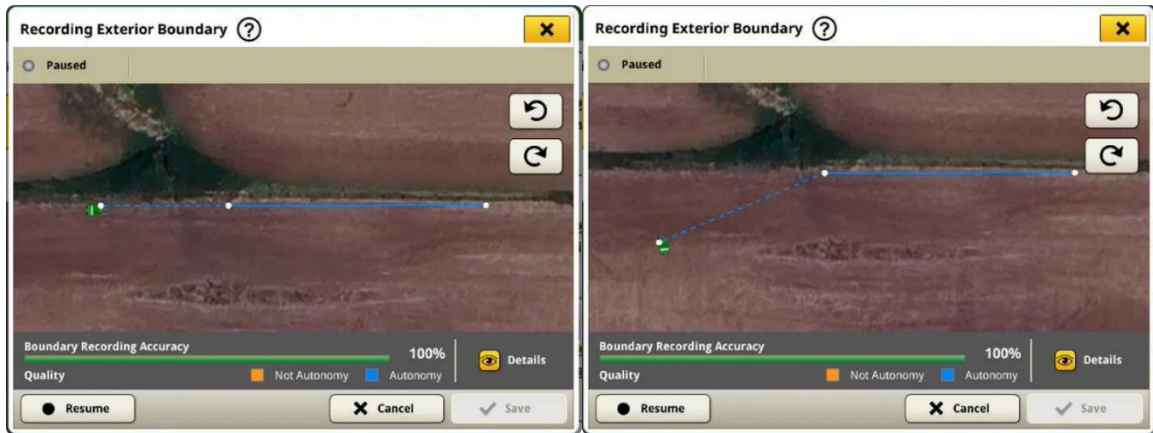 Recording Exterior Boundary ?
Paused
Boundary Recording Accuracy
100%
Details
Quality
Not Autonomy
Autonomy
Resume
Cancel
Save
Recording Exterior Boundary ?
Paused
Boundary Recording Accuracy
100%
Details
Quality
Not Autonomy
Autonomy
Resume
Cancel
Save